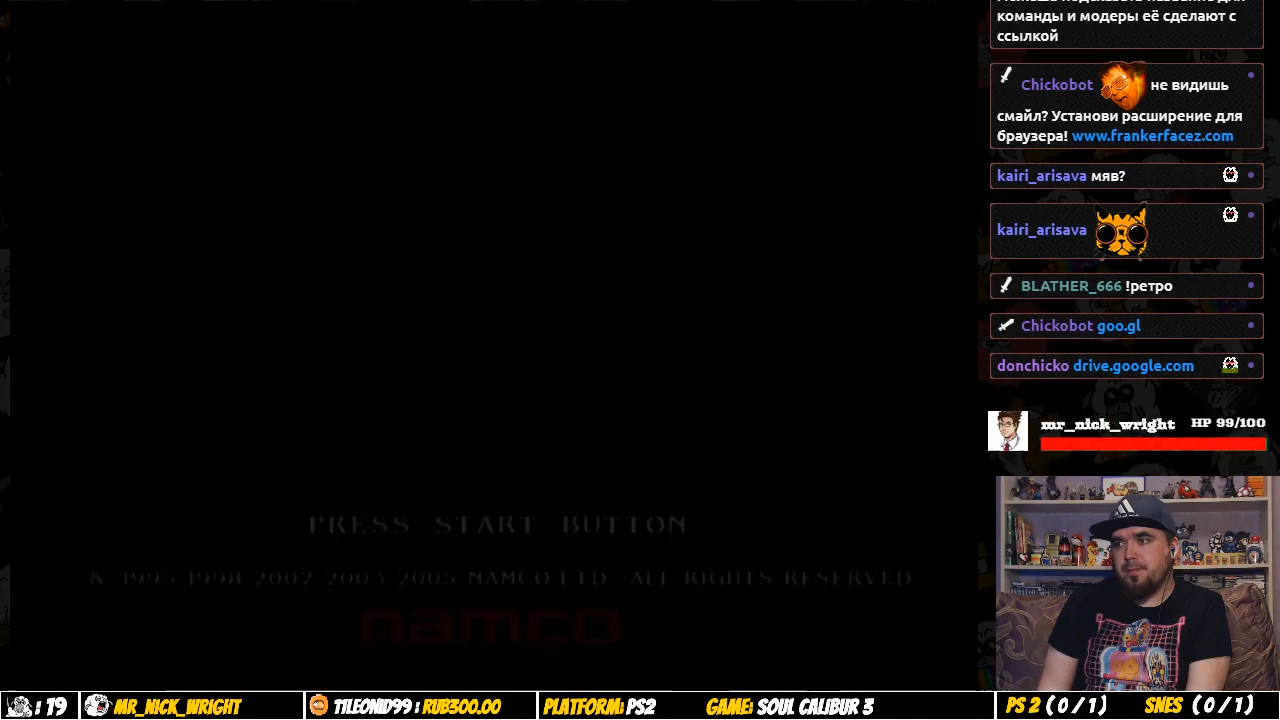 команды и модеры её сделают с
ссылкой
Chickobot не видишь
смайл? Установи расширение для
браузера! www.frankerfacez.com
kairi_arisava мяв?
kairi_arisava
BLATHER_666 !ретро
Chickobot goo.gl
donchicko drive.google.com
mr_nick_wright HP 99/100
PRESS START BUTTON
& 1995 1998 2002 2003 2005 NAMCO LTD. ALL RIGHTS RESERVED
namco
: 19 MR_NICK_WRIGHT 1TLEONID99 : RUB300.00 PLATFORM: PS2 GAME: SOUL CALIBUR 3 PS 2 ( 0 / 1 ) SNES ( 0 / 1 )